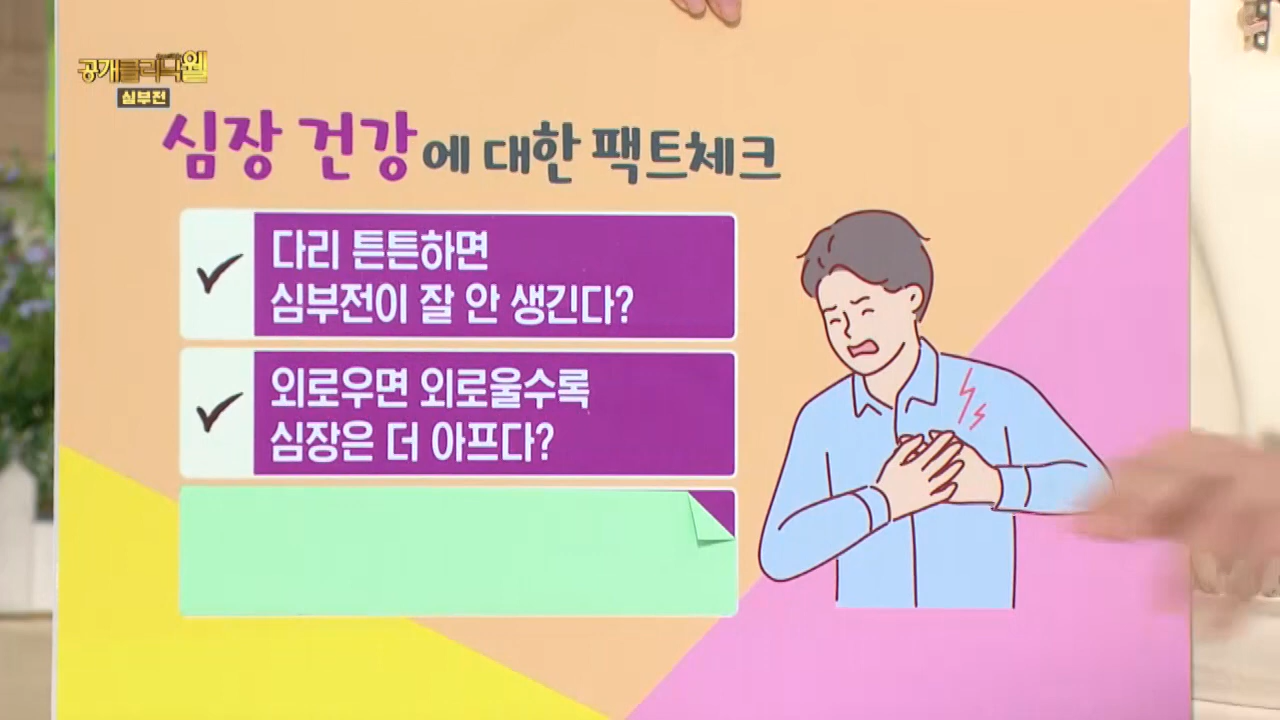 공개클리닉웰
심부전
심장 건강에 대한 팩트체크
다리 튼튼하면
심부전이 잘 안 생긴다?
외로우면 외로울수록
심장은 더 아프다?